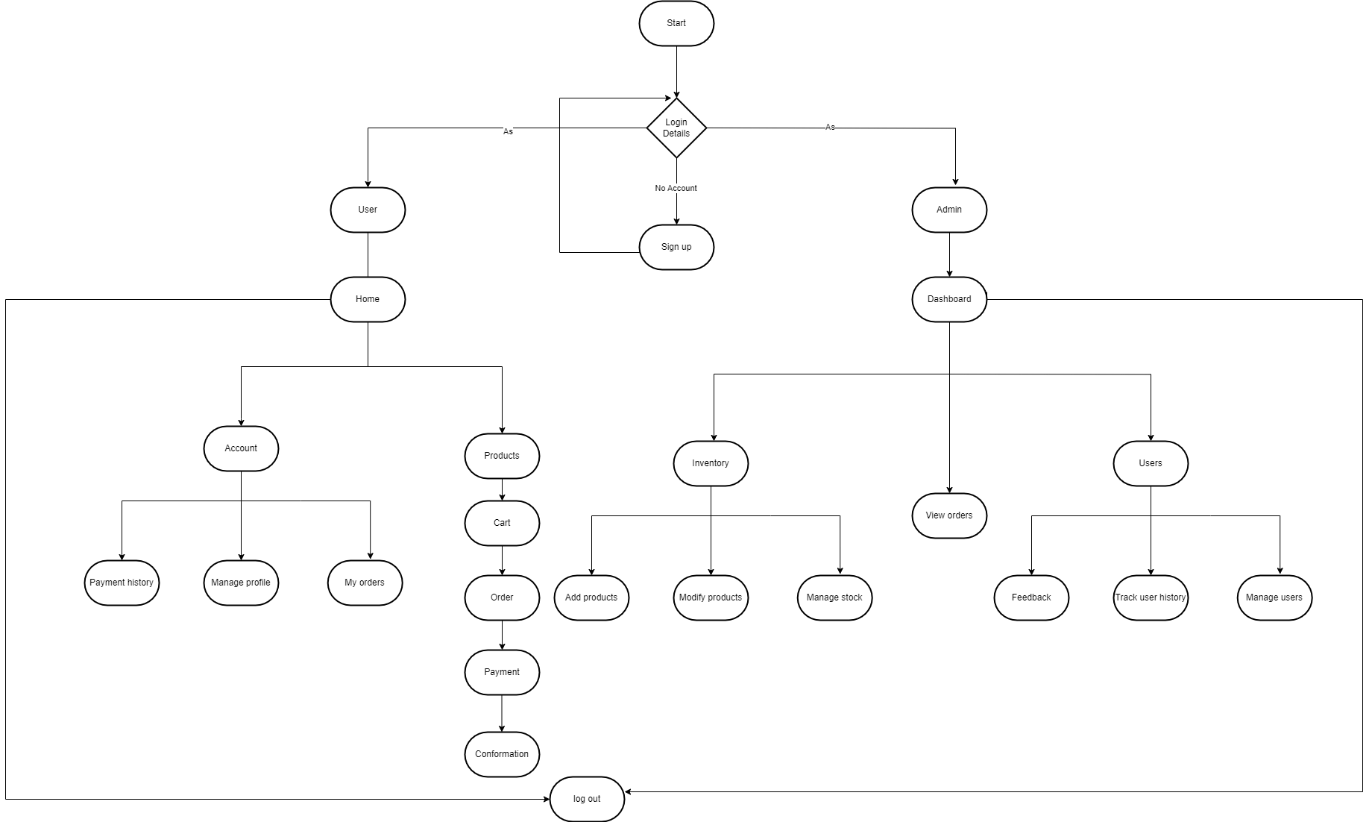 Start
Login
Details
As
As
No Account
User
Admin
Sign up
Home
Dashboard
Account
Products
Inventory
Users
Cart
View orders
Payment history
Manage profile
My orders
Order
Add products
Modify products
Manage stock
Feedback
Track user history
Manage users
Payment
Conformation
log out